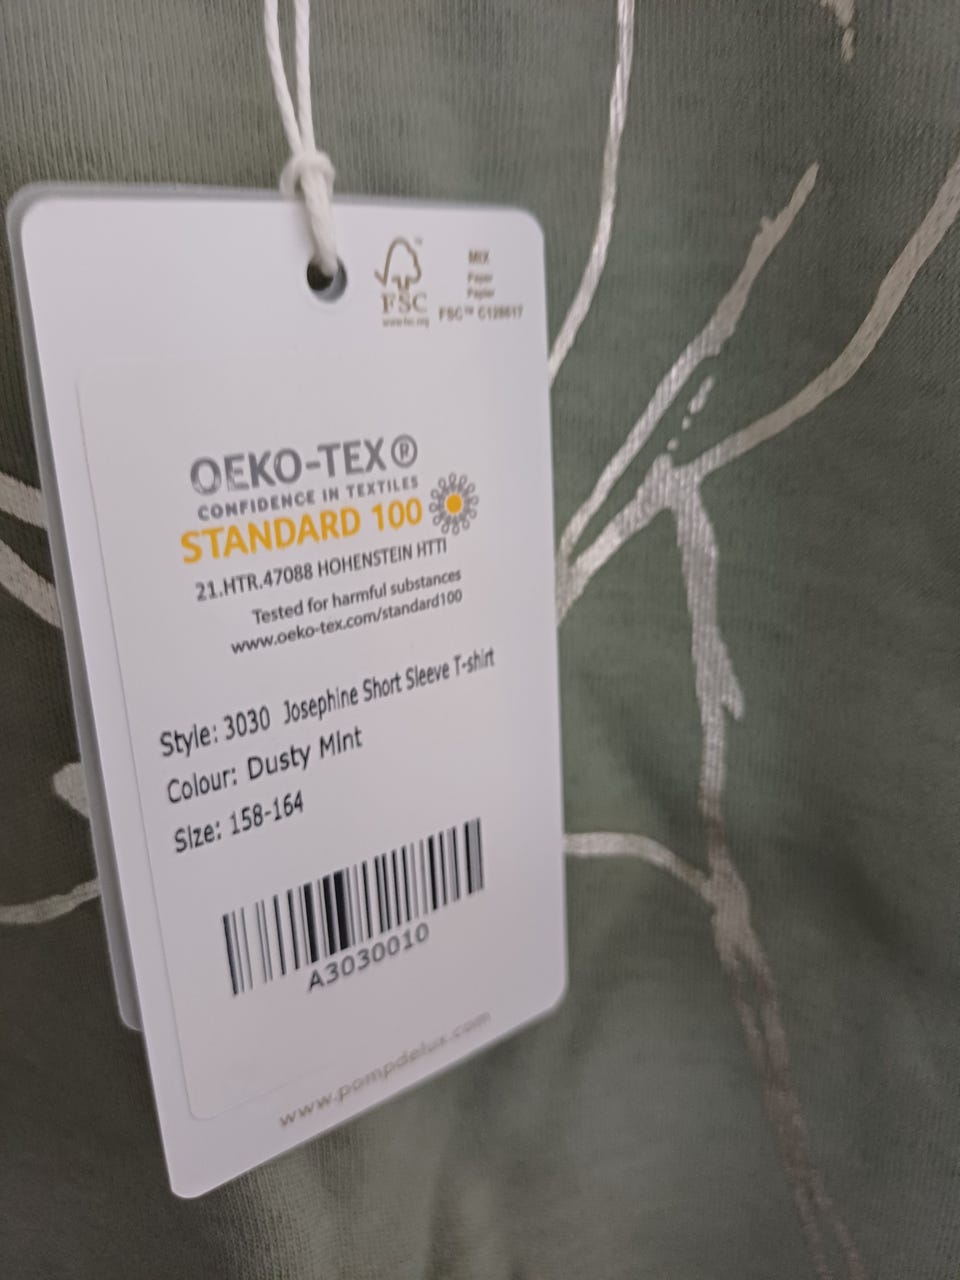 FSC
www.fsc.org
MIX
Paper
Papier
FSC™ C128617
OEKO-TEX®
CONFIDENCE IN TEXTILES
STANDARD 100
21.HTR.47088 HOHENSTEIN HTTI
Tested for harmful substances
www.oeko-tex.com/standard100
Style: 3030 Josephine Short Sleeve T-shirt
Colour: Dusty Mint
Size: 158-164
A3030010
www.pompdelux.com